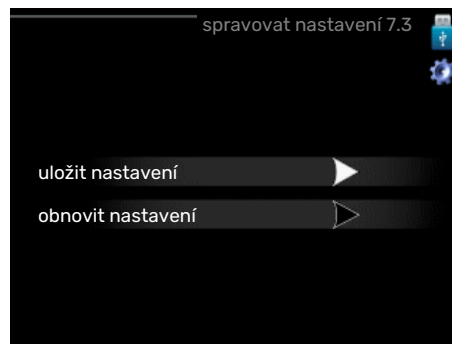 spravovat nastavení 7.3
uložit nastavení
obnovit nastavení